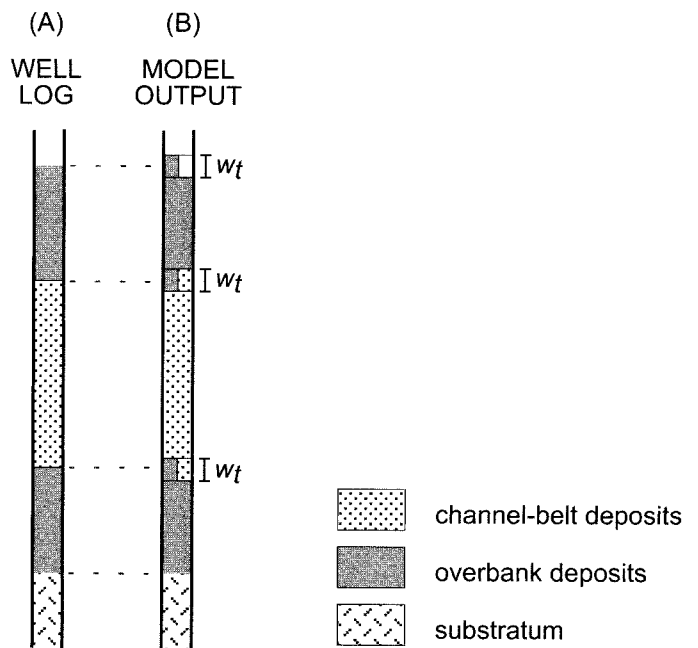 (A)
(B)
WELL
LOG
MODEL
OUTPUT
wt
wt
wt
channel-belt deposits
overbank deposits
substratum